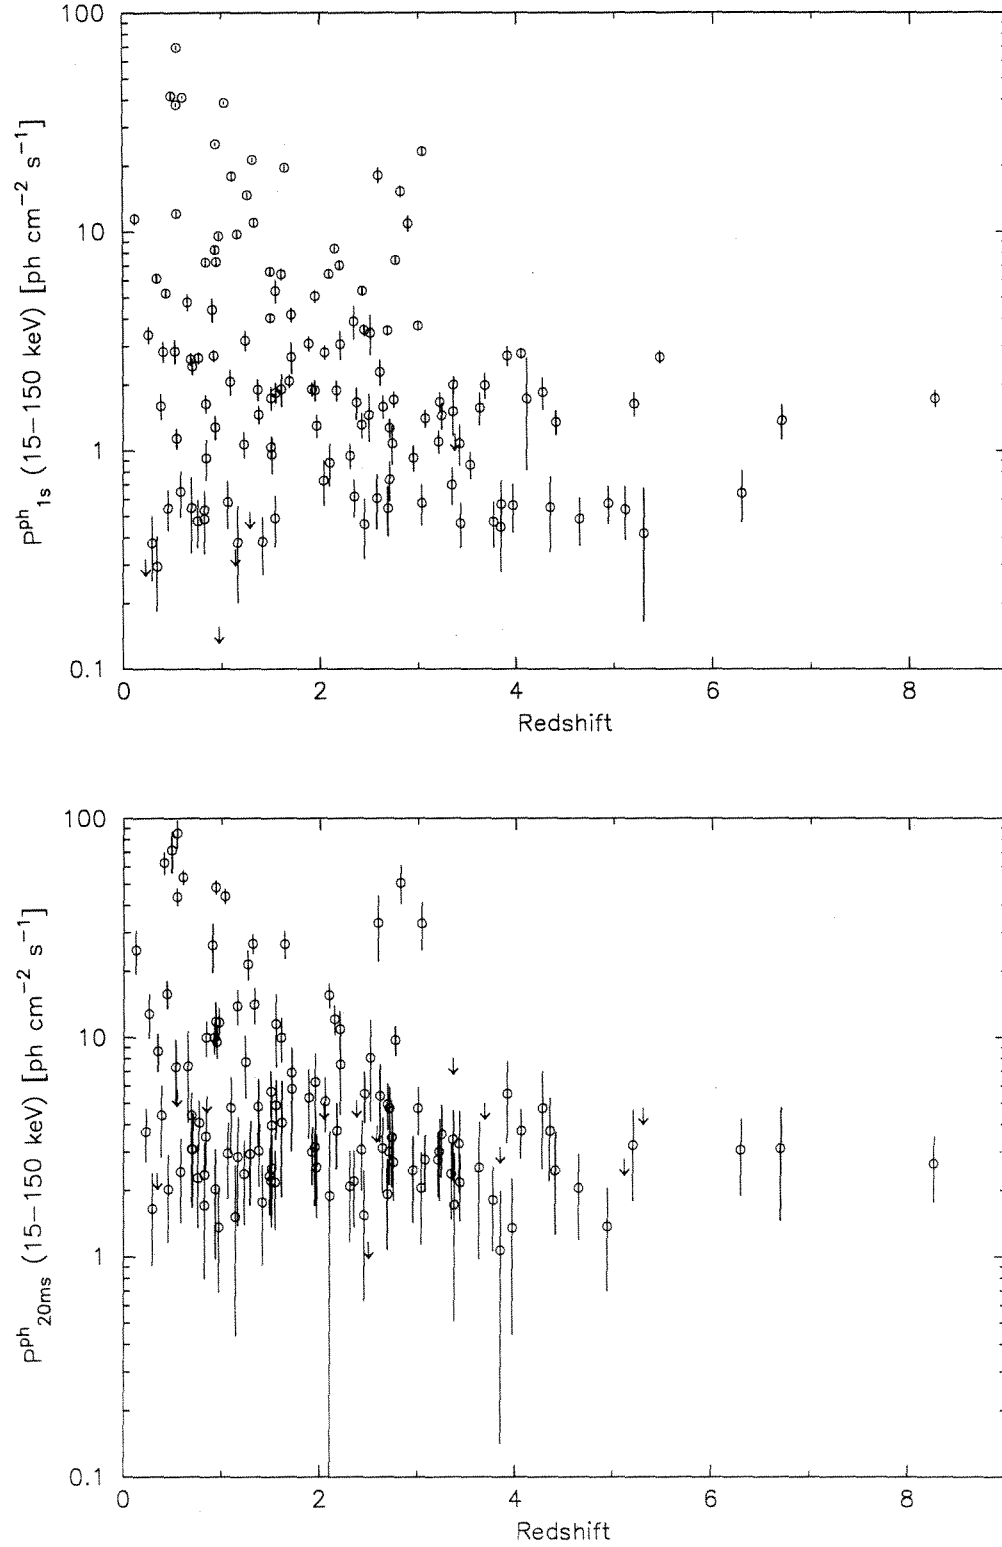 100
10
1
0.1
P^ph_1s (15−150 keV) [ph cm^−2 s^−1]
0 2 4 6 8
Redshift
100
10
1
0.1
P^ph_20ms (15−150 keV) [ph cm^−2 s^−1]
0 2 4 6 8
Redshift